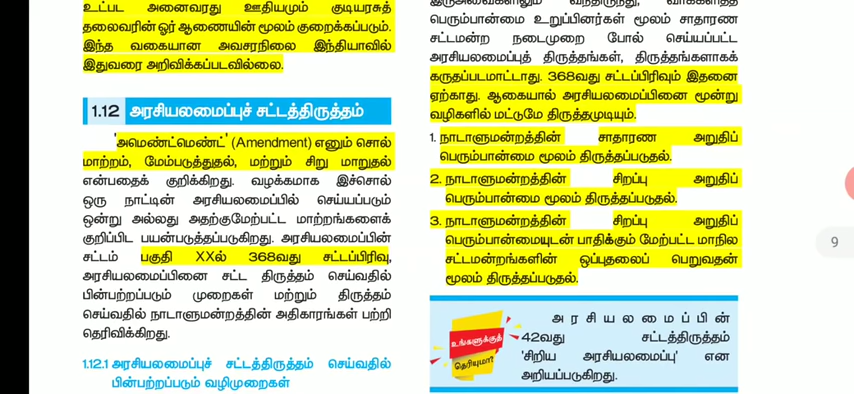 உட்பட அனைவரது ஊதியமும் குடியரசுத்
தலைவரின் ஓர் ஆணையின் மூலம் குறைக்கப்படும்.
இந்த வகையான அவசரநிலை இந்தியாவில்
இதுவரை அறிவிக்கப்படவில்லை.
1.12 அரசியலமைப்புச் சட்டத்திருத்தம்
'அமெண்ட்மெண்ட்' (Amendment) எனும் சொல்
மாற்றம், மேம்படுத்துதல், மற்றும் சிறு மாறுதல்
என்பதைக் குறிக்கிறது. வழக்கமாக இச்சொல்
ஒரு நாட்டின் அரசியலமைப்பில் செய்யப்படும்
ஒன்று அல்லது அதற்குமேற்பட்ட மாற்றங்களைக்
குறிப்பிட பயன்படுத்தப்படுகிறது. அரசியலமைப்பின்
சட்டம் பகுதி XXல் 368வது சட்டப்பிரிவு,
அரசியலமைப்பினை சட்ட திருத்தம் செய்வதில்
பின்பற்றப்படும் முறைகள் மற்றும் திருத்தம்
செய்வதில் நாடாளுமன்றத்தின் அதிகாரங்கள் பற்றி
தெரிவிக்கிறது.
1.12.1 அரசியலமைப்புச் சட்டத்திருத்தம் செய்வதில்
பின்பற்றப்படும் வழிமுறைகள்
பெரும்பான்மை உறுப்பினர்கள் மூலம் சாதாரண
சட்டமன்ற நடைமுறை போல் செய்யப்பட்ட
அரசியலமைப்புத் திருத்தங்கள், திருத்தங்களாகக்
கருதப்படமாட்டாது. 368வது சட்டப்பிரிவும் இதனை
ஏற்காது. ஆகையால் அரசியலமைப்பினை மூன்று
வழிகளில் மட்டுமே திருத்தமுடியும்.
1. நாடாளுமன்றத்தின் சாதாரண அறுதிப்
பெரும்பான்மை மூலம் திருத்தப்படுதல்.
2. நாடாளுமன்றத்தின் சிறப்பு அறுதிப்
பெரும்பான்மை மூலம் திருத்தப்படுதல்.
3. நாடாளுமன்றத்தின் சிறப்பு அறுதிப்
பெரும்பான்மையுடன் பாதிக்கும் மேற்பட்ட மாநில
சட்டமன்றங்களின் ஒப்புதலைப் பெறுவதன்
மூலம் திருத்தப்படுதல்.
உங்களுக்குத்
தெரியுமா?
அரசியலமைப்பின்
42வது சட்டத்திருத்தம்
'சிறிய அரசியலமைப்பு' என
அறியப்படுகிறது.
9